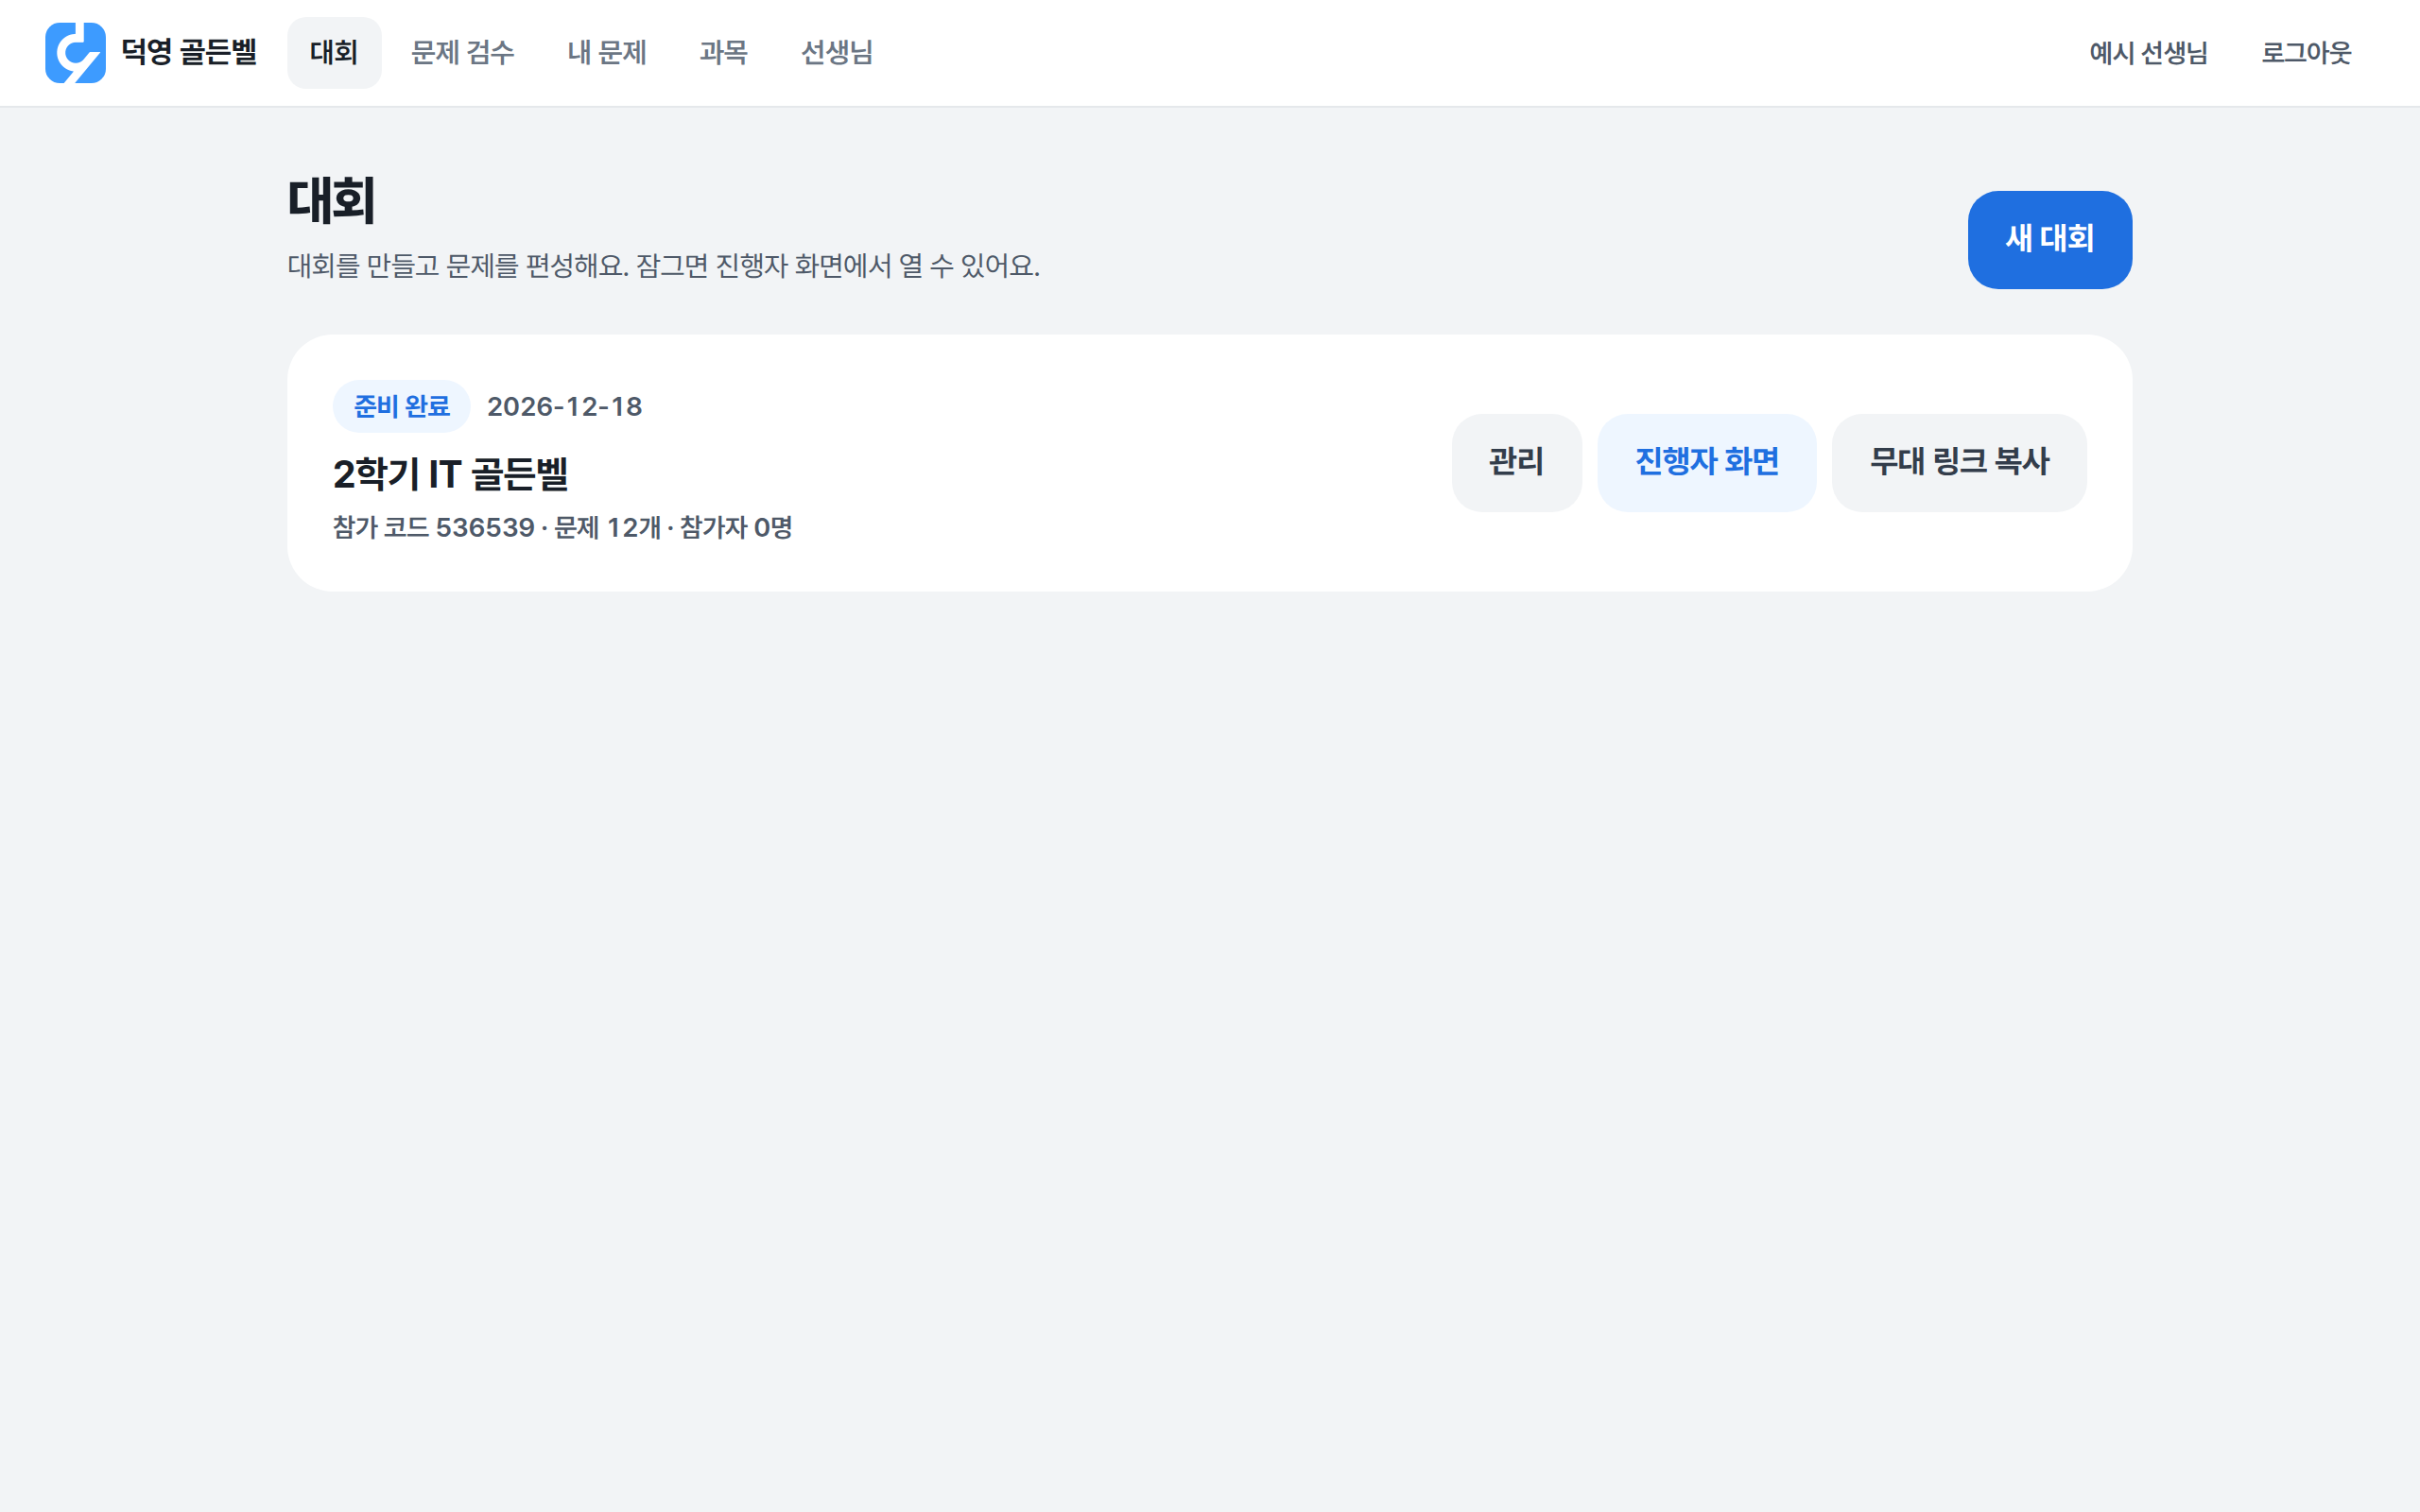 덕영 골든벨 대회 문제 검수 내 문제 과목 선생님 예시 선생님 로그아웃
대회
대회를 만들고 문제를 편성해요. 잠그면 진행자 화면에서 열 수 있어요.
새 대회
준비 완료 2026-12-18
2학기 IT 골든벨
참가 코드 536539 · 문제 12개 · 참가자 0명
관리 진행자 화면 무대 링크 복사